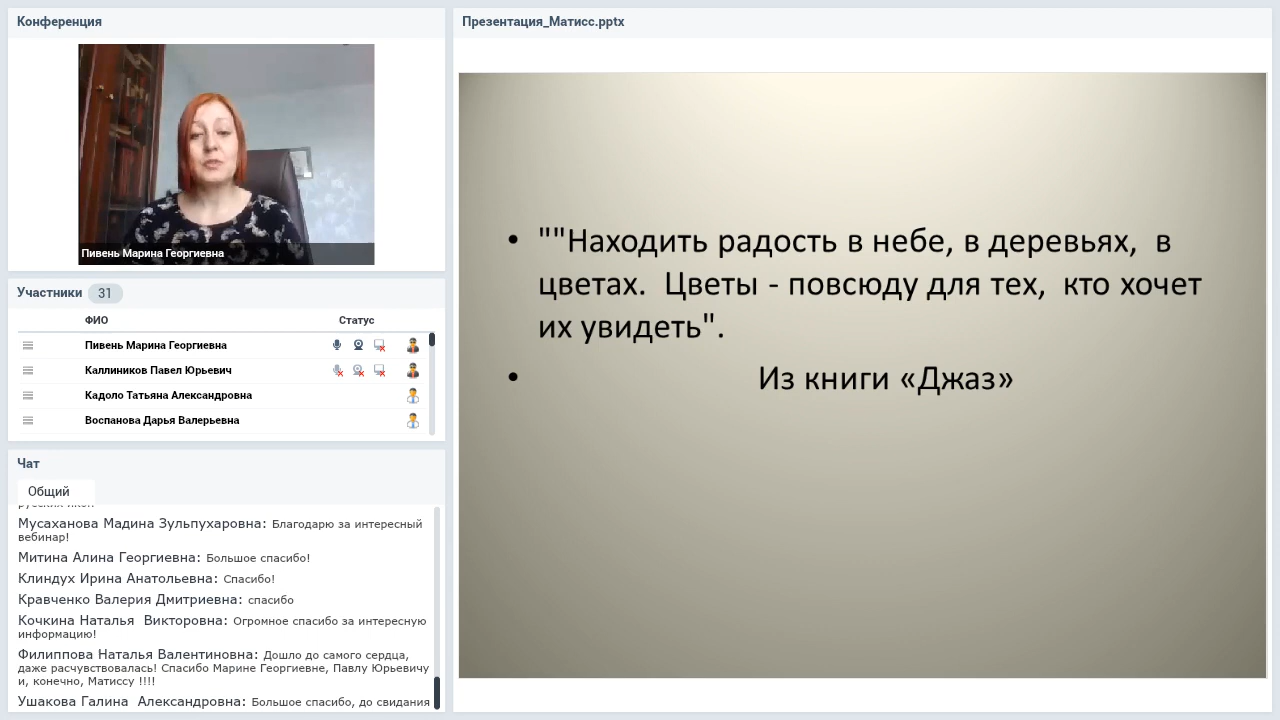 Конференция
Пивень Марина Георгиевна
Участники 31
ФИО Статус
Пивень Марина Георгиевна
Каллиников Павел Юрьевич
Кадоло Татьяна Александровна
Воспанова Дарья Валерьевна
Чат
Общий
Мусаханова Мадина Зульпухаровна: Благодарю за интересный
вебинар!
Митина Алина Георгиевна: Большое спасибо!
Клиндух Ирина Анатольевна: Спасибо!
Кравченко Валерия Дмитриевна: спасибо
Кочкина Наталья Викторовна: Огромное спасибо за интересную
информацию!
Филиппова Наталья Валентиновна: Дошло до самого сердца,
даже расчувствовалась! Спасибо Марине Георгиевне, Павлу Юрьевичу
и, конечно, Матиссу !!!!
Ушакова Галина Александровна: Большое спасибо, до свидания
Презентация_Матисс.pptx
• ""Находить радость в небе, в деревьях, в
цветах. Цветы - повсюду для тех, кто хочет
их увидеть".
• Из книги «Джаз»